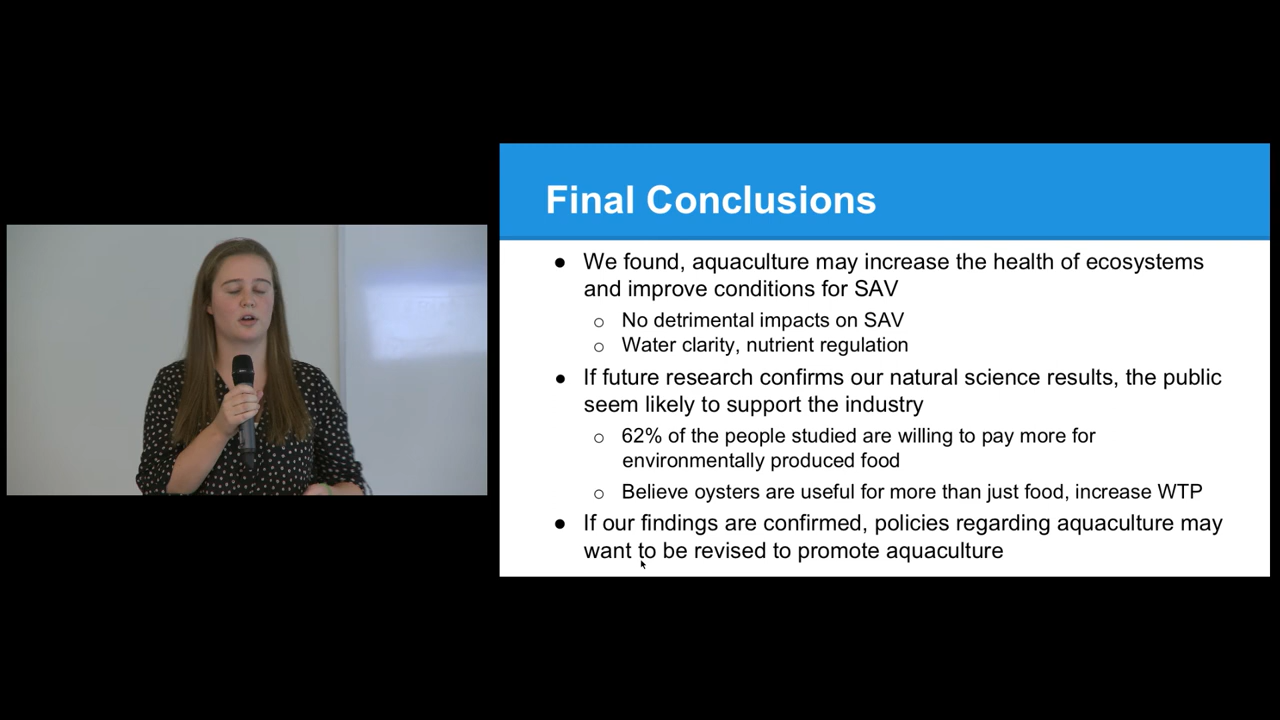 Final Conclusions
● We found, aquaculture may increase the health of ecosystems
and improve conditions for SAV
○ No detrimental impacts on SAV
○ Water clarity, nutrient regulation
● If future research confirms our natural science results, the public
seem likely to support the industry
○ 62% of the people studied are willing to pay more for
environmentally produced food
○ Believe oysters are useful for more than just food, increase WTP
● If our findings are confirmed, policies regarding aquaculture may
want to be revised to promote aquaculture